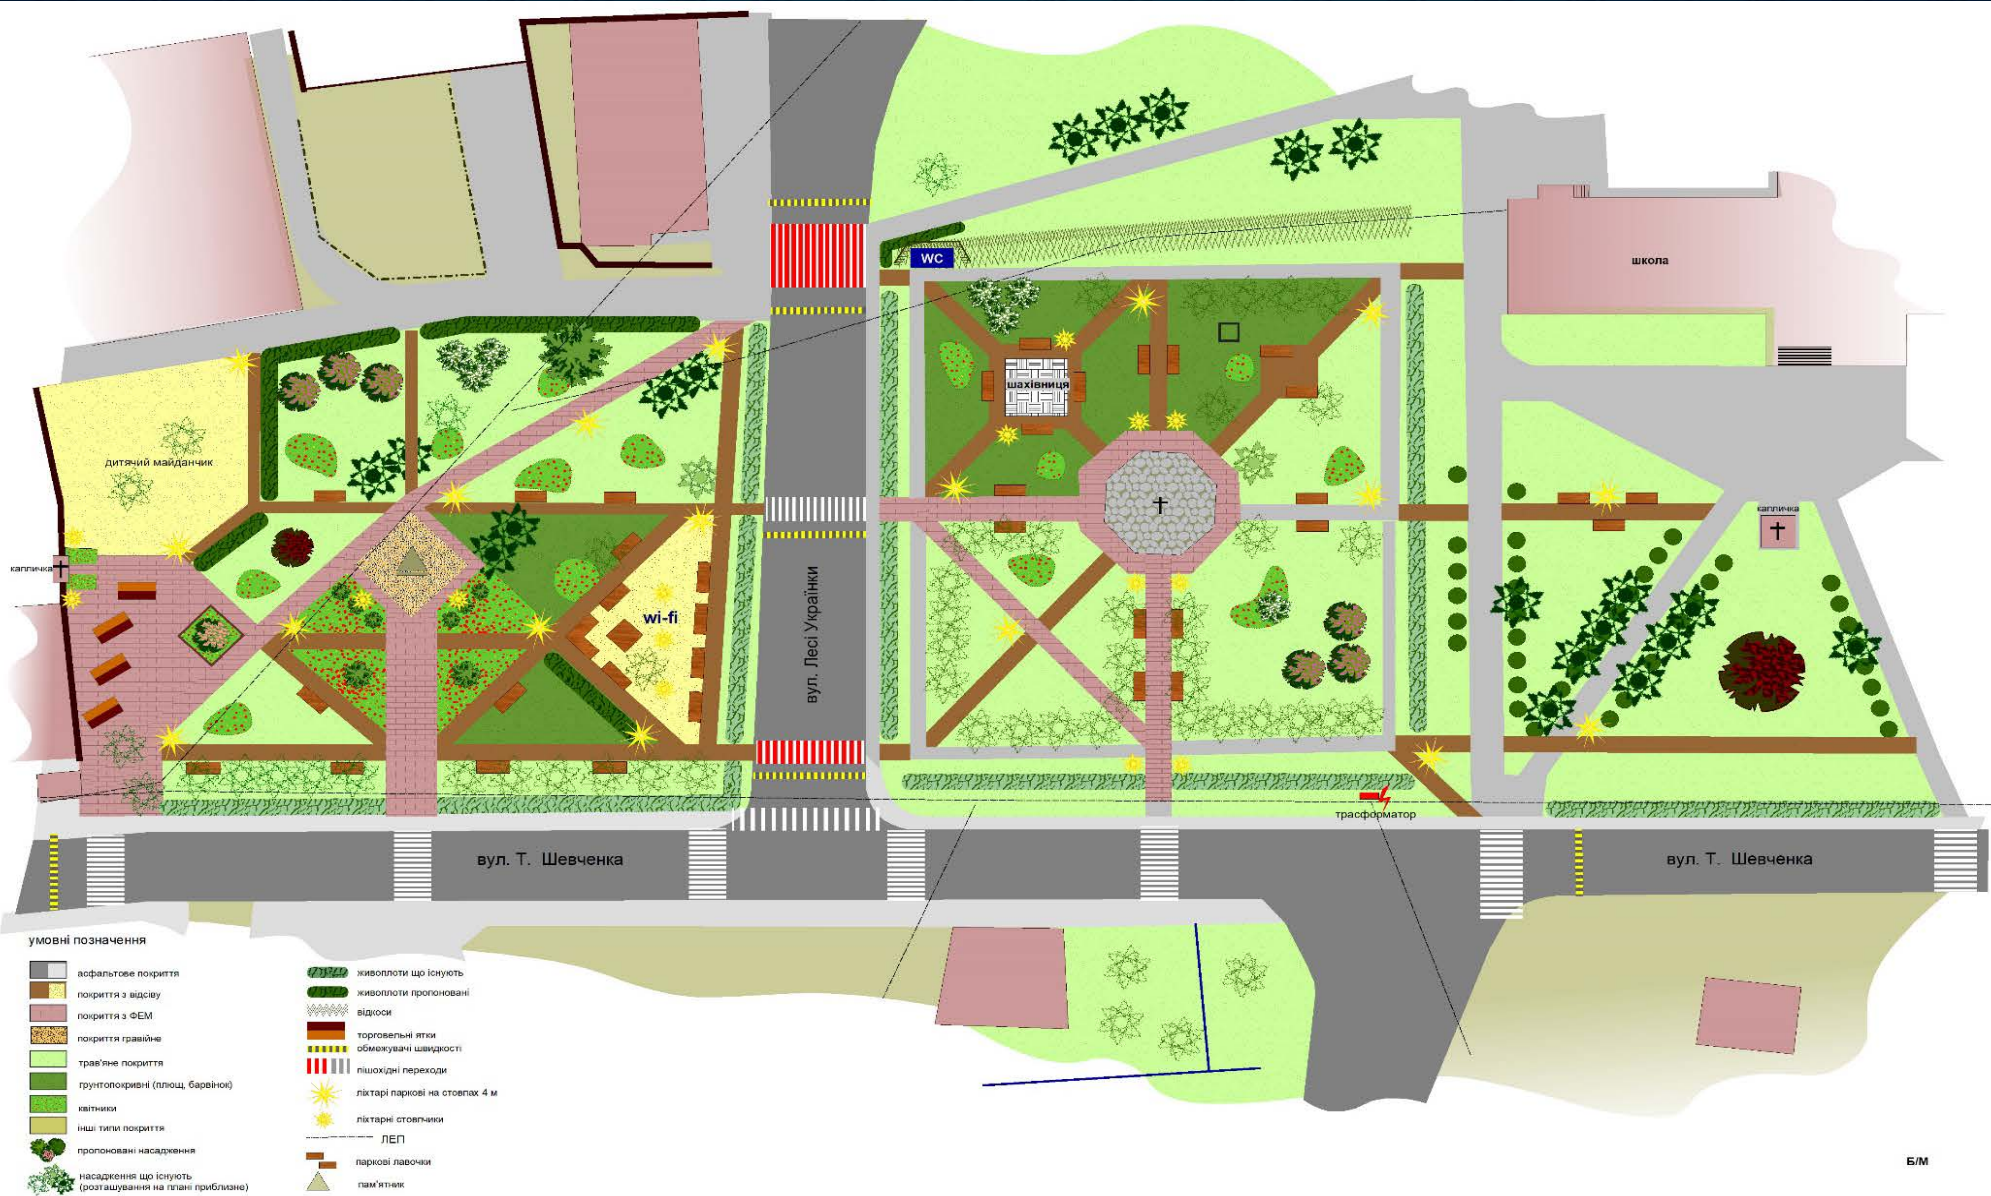 WC
школа
шахівниця
дитячий майданчик
капличка
капличка
wi-fi
вул. Лесі Українки
трасформатор
вул. Т. Шевченка
вул. Т. Шевченка
умовні позначення
асфальтове покриття
покриття з відсіву
покриття з ФЕМ
покриття гравійне
трав'яне покриття
грунтопокривні (плющ, барвінок)
квітники
інші типи покриття
пропоновані насадження
насадження що існують
(розташування на плані приблизне)
живоплоти що існують
живоплоти пропоновані
відкоси
торговельні ятки
обмежувачі швидкості
пішохідні переходи
ліхтарі паркові на стовпах 4 м
ліхтарні стовпчики
ЛЕП
паркові лавочки
пам'ятник
Б/М